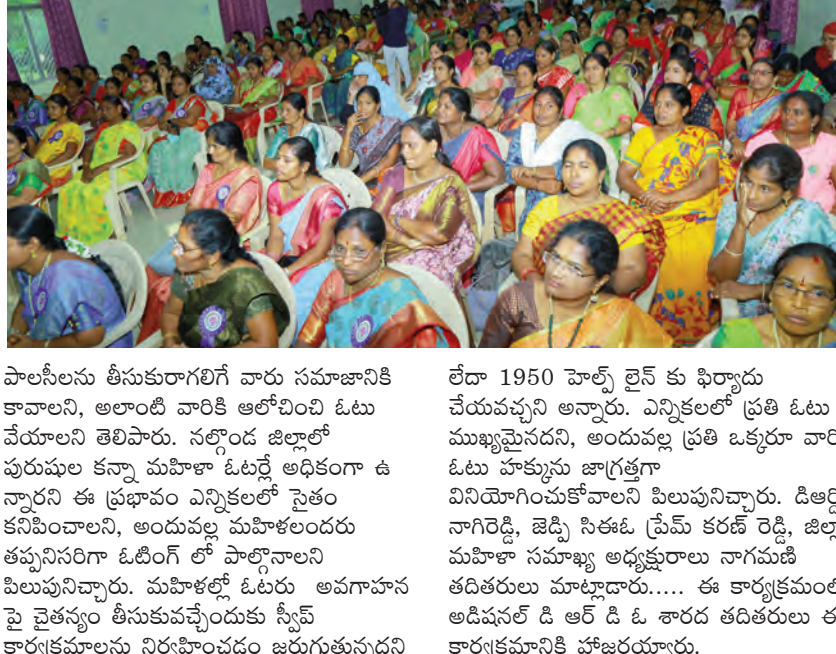 పాలసీలను తీసుకురాగలిగే వారు సమాజానికి
కావాలని, అలాంటి వారికి ఆలోచించి ఓటు
వేయాలని తెలిపారు. నల్గొండ జిల్లాలో
పురుషుల కన్నా మహిళా ఓటర్లే అధికంగా ఉ
న్నారని ఈ ప్రభావం ఎన్నికలలో సైతం
కనిపించాలని, అందువల్ల మహిళలందరు
తప్పనిసరిగా ఓటింగ్ లో పాల్గొనాలని
పిలుపునిచ్చారు. మహిళల్లో ఓటరు అవగాహన
పై చైతన్యం తీసుకువచ్చేందుకు స్వీప్
కార్యక్రమాలను నిర్వహించడం జరుగుతున్నదని
లేదా 1950 హెల్ప్ లైన్ కు ఫిర్యాదు
చేయవచ్చని అన్నారు. ఎన్నికలలో ప్రతి ఓటు
ముఖ్యమైనదని, అందువల్ల ప్రతి ఒక్కరూ వారి
ఓటు హక్కును జాగ్రత్తగా
వినియోగించుకోవాలని పిలుపునిచ్చారు. డిఆర్డి
నాగిరెడ్డి, జెడ్పి సిఈఓ ప్రేమ్ కరణ్ రెడ్డి, జిల్లా
మహిళా సమాఖ్య అధ్యక్షురాలు నాగమణి
తదితరులు మాట్లాడారు..... ఈ
అడిషనల్ డి ఆర్ డి ఓ శారద తదితరులు ఈ
కార్యక్రమానికి హాజరయ్యారు.